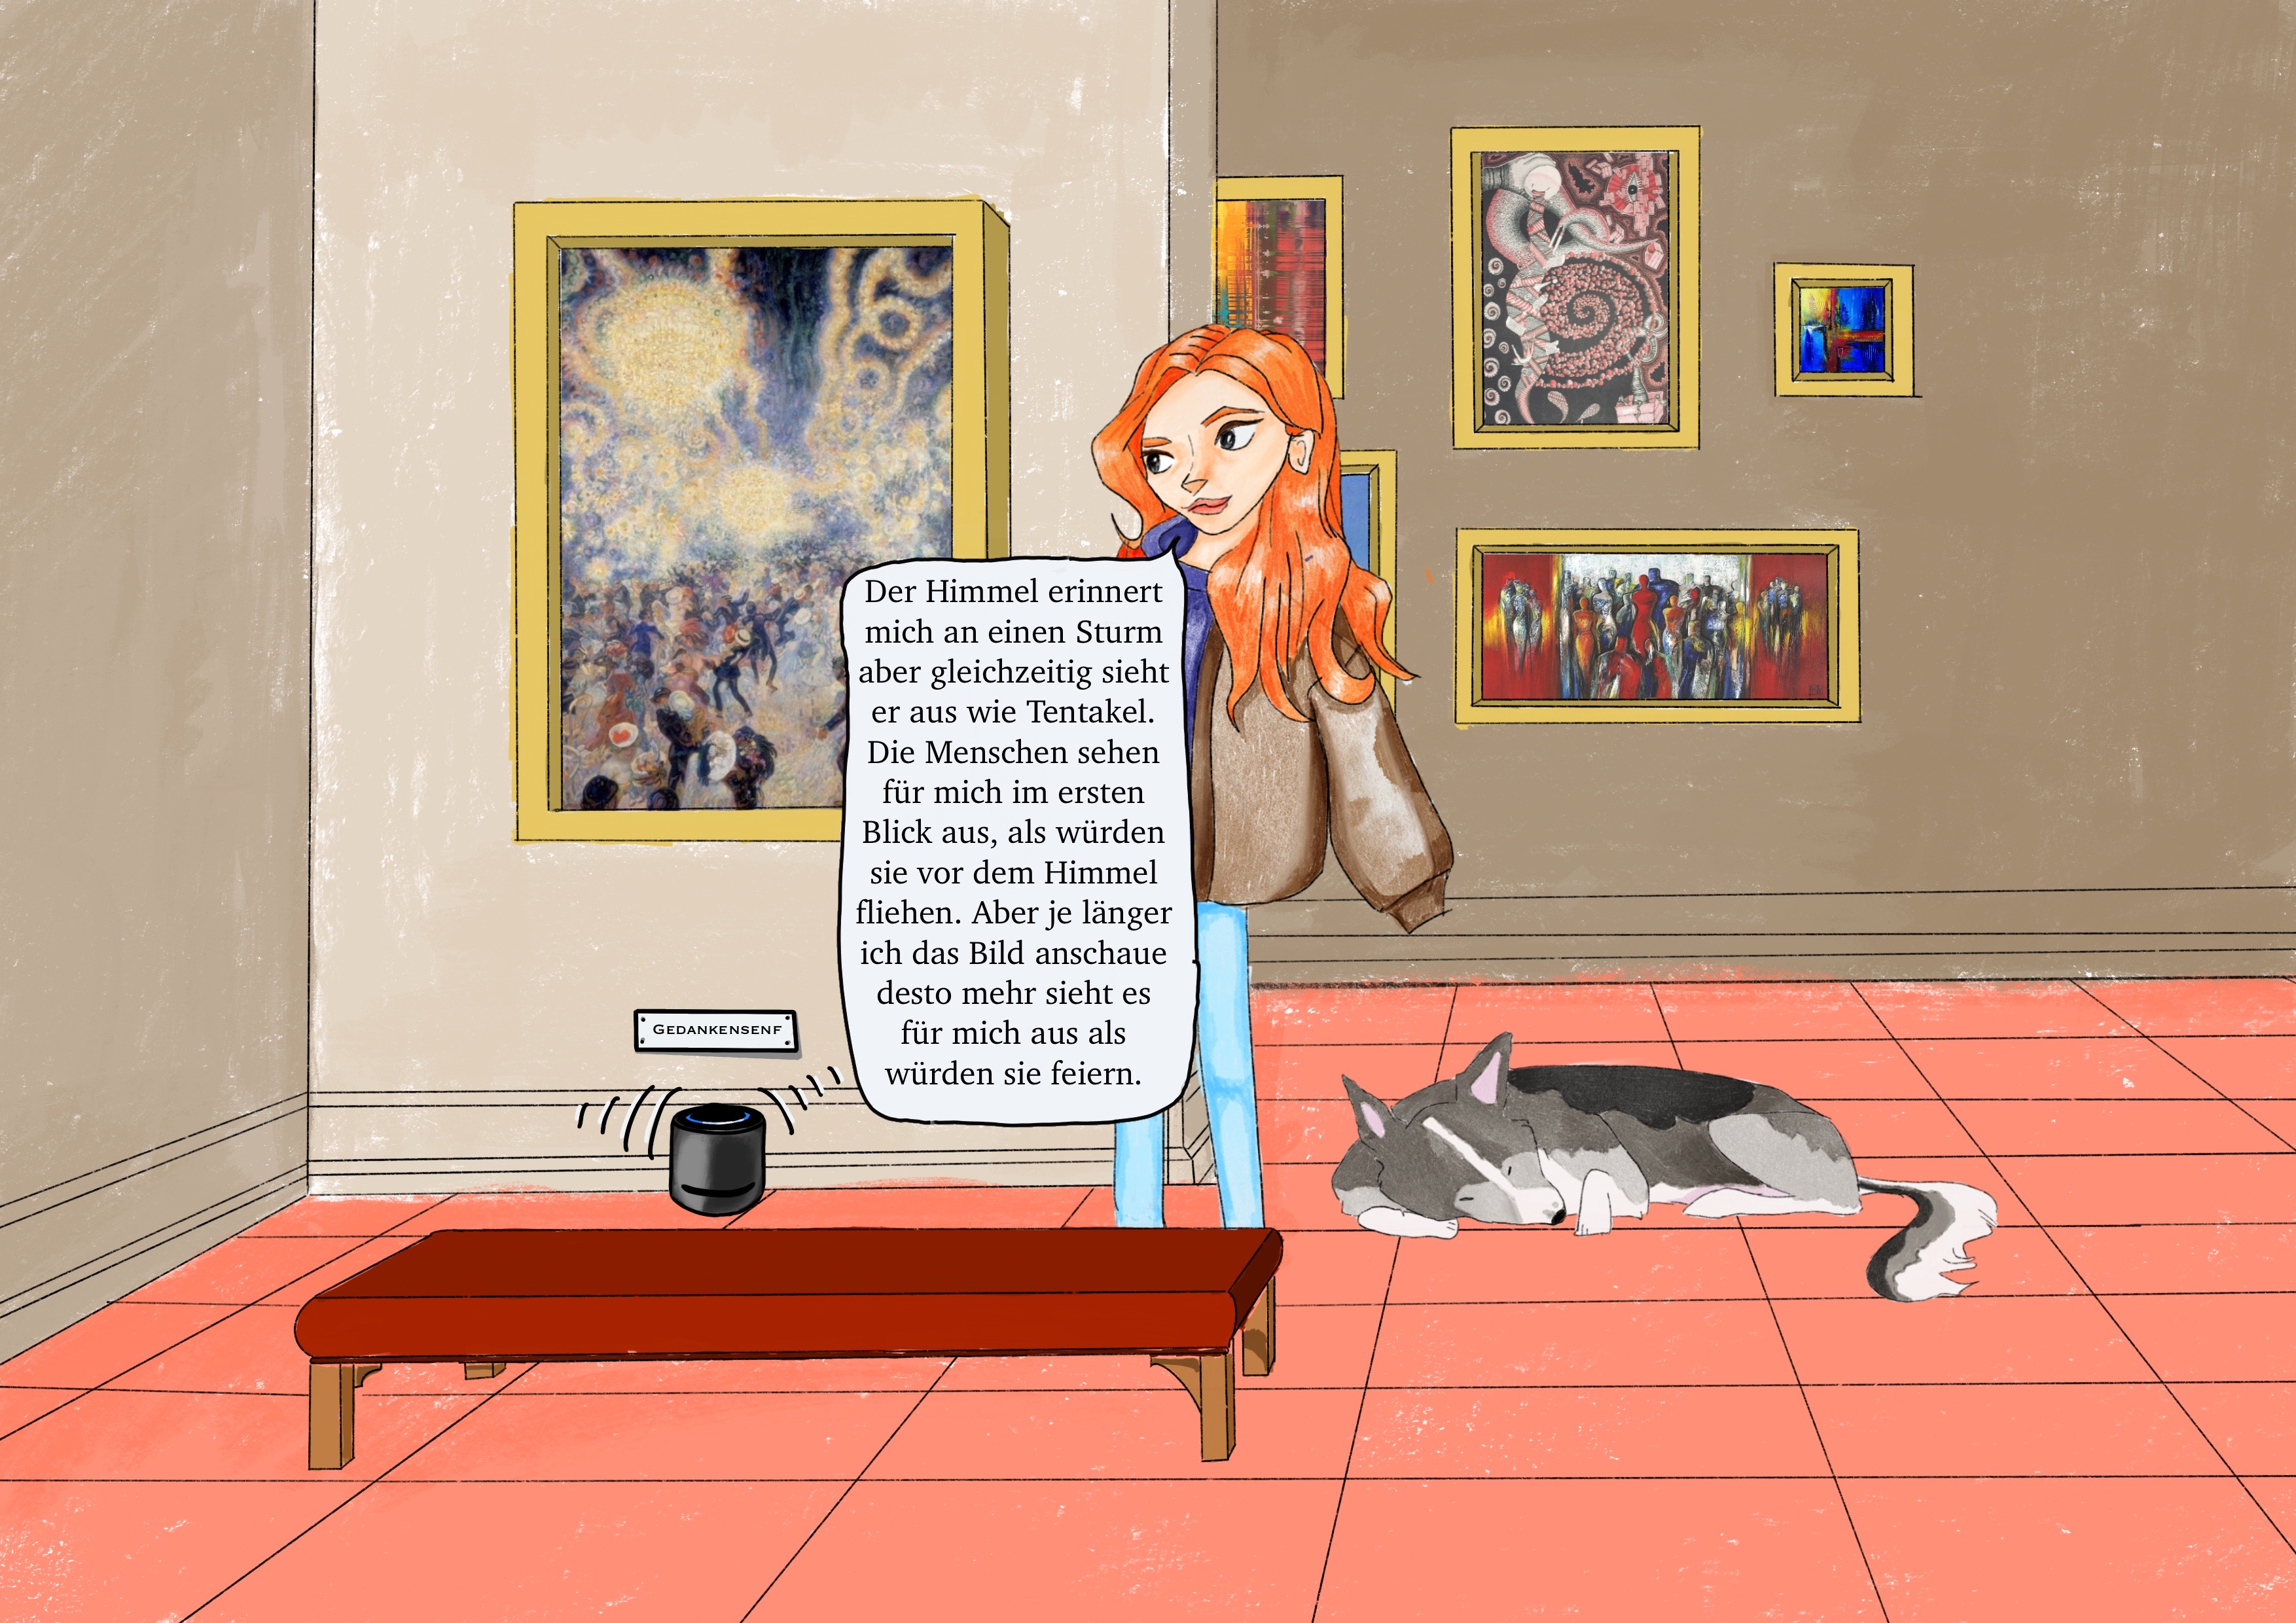 Der Himmel erinnert
mich an einen Sturm
aber gleichzeitig sieht
er aus wie Tentakel.
Die Menschen sehen
für mich im ersten
Blick aus, als würden
sie vor dem Himmel
fliehen. Aber je länger
ich das Bild anschaue
desto mehr sieht es
für mich aus als
würden sie feiern.
GEDANKENSENF